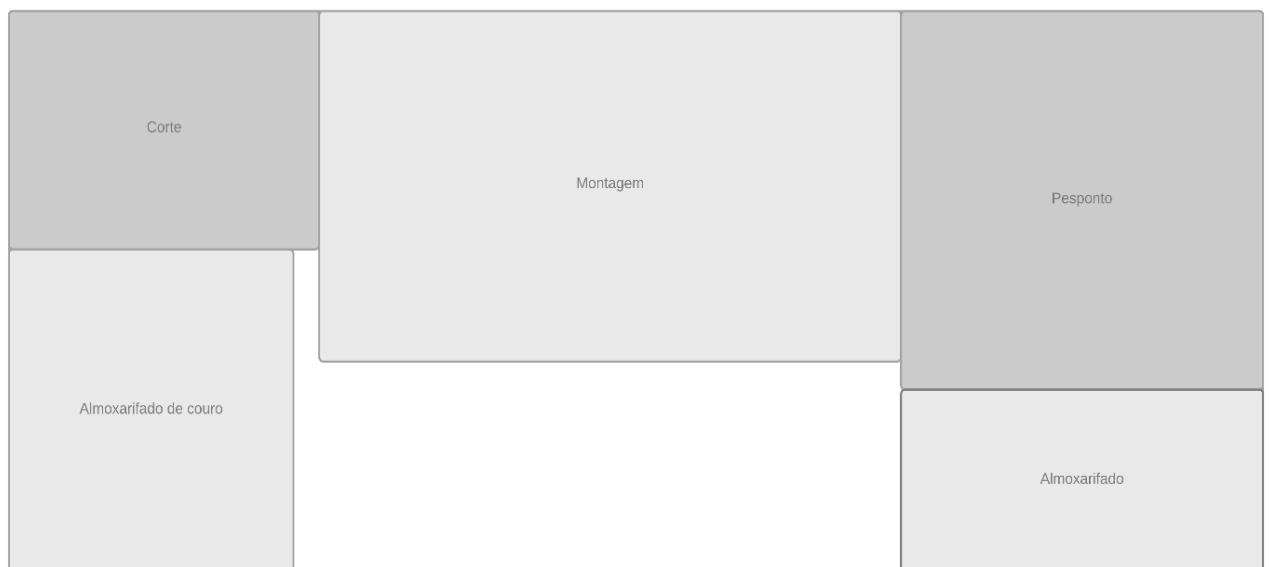 Corte
Montagem
Pesponto
Almoxarifado de couro
Almoxarifado